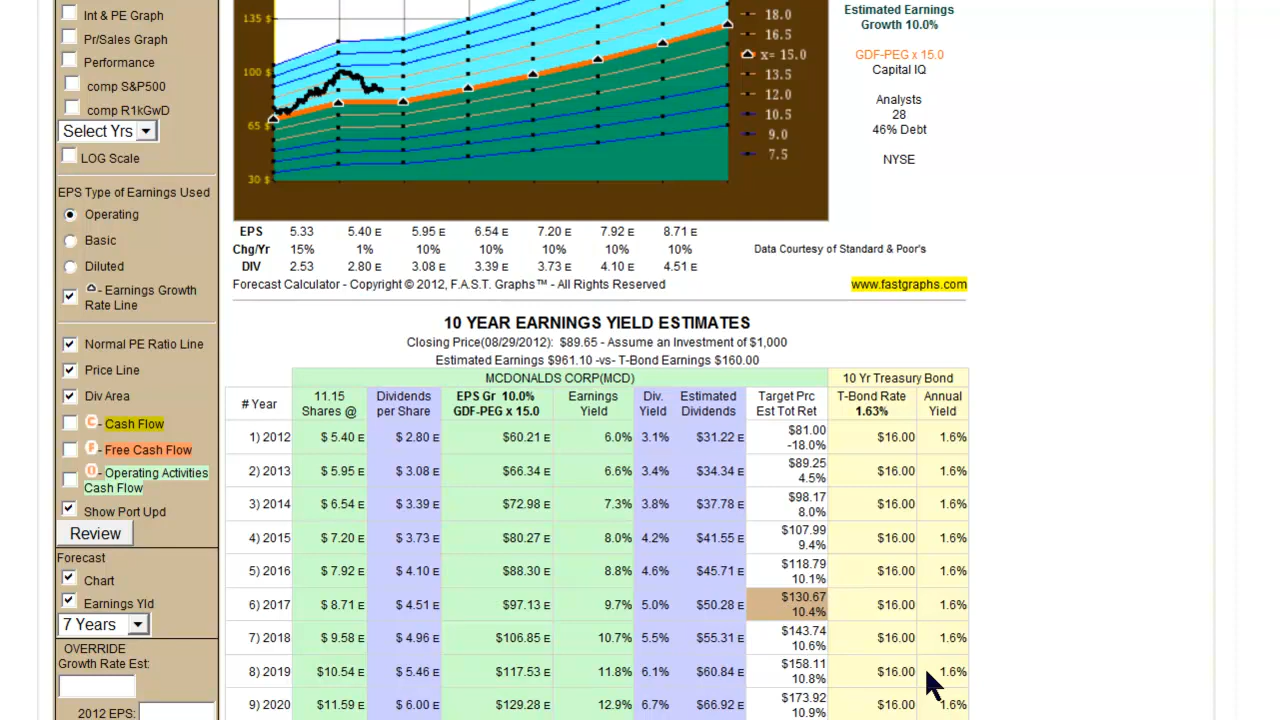 Int & PE Graph
Pr/Sales Graph
Performance
comp S&P500
comp R1kGwD
Select Yrs
LOG Scale
EPS Type of Earnings Used
Operating
Basic
Diluted
- Earnings Growth
Rate Line
Normal PE Ratio Line
Price Line
Div Area
C - Cash Flow
F - Free Cash Flow
O - Operating Activities
Cash Flow
Show Port Upd
Review
Forecast
Chart
Earnings Yld
7 Years
OVERRIDE
Growth Rate Est:
2012 EPS:
135 $
100 $
65 $
30 $
18.0
16.5
x= 15.0
13.5
12.0
10.5
9.0
7.5
Estimated Earnings
Growth 10.0%
GDF-PEG x 15.0
Capital IQ
Analysts
28
46% Debt
NYSE
EPS 5.33 5.40 E 5.95 E 6.54 E 7.20 E 7.92 E 8.71 E
Chg/Yr 15% 1% 10% 10% 10% 10% 10%
DIV 2.53 2.80 E 3.08 E 3.39 E 3.73 E 4.10 E 4.51 E
Data Courtesy of Standard & Poor's
Forecast Calculator - Copyright © 2012, F.A.S.T. Graphs™ - All Rights Reserved
www.fastgraphs.com
10 YEAR EARNINGS YIELD ESTIMATES
Closing Price(08/29/2012): $89.65 - Assume an Investment of $1,000
Estimated Earnings $961.10 -vs- T-Bond Earnings $160.00
MCDONALDS CORP(MCD) 10 Yr Treasury Bond
# Year 11.15 Shares @ Dividends per Share EPS Gr 10.0% GDF-PEG x 15.0 Earnings Yield Div. Yield Estimated Dividends Target Prc Est Tot Ret T-Bond Rate 1.63% Annual Yield
1) 2012 $ 5.40 E $ 2.80 E $60.21 E 6.0% 3.1% $31.22 E $81.00 -18.0% $16.00 1.6%
2) 2013 $ 5.95 E $ 3.08 E $66.34 E 6.6% 3.4% $34.34 E $89.25 4.5% $16.00 1.6%
3) 2014 $ 6.54 E $ 3.39 E $72.98 E 7.3% 3.8% $37.78 E $98.17 8.0% $16.00 1.6%
4) 2015 $ 7.20 E $ 3.73 E $80.27 E 8.0% 4.2% $41.55 E $107.99 9.4% $16.00 1.6%
5) 2016 $ 7.92 E $ 4.10 E $88.30 E 8.8% 4.6% $45.71 E $118.79 10.1% $16.00 1.6%
6) 2017 $ 8.71 E $ 4.51 E $97.13 E 9.7% 5.0% $50.28 E $130.67 10.4% $16.00 1.6%
7) 2018 $ 9.58 E $ 4.96 E $106.85 E 10.7% 5.5% $55.31 E $143.74 10.6% $16.00 1.6%
8) 2019 $10.54 E $ 5.46 E $117.53 E 11.8% 6.1% $60.84 E $158.11 10.8% $16.00 1.6%
9) 2020 $11.59 E $ 6.00 E $129.28 E 12.9% 6.7% $66.92 E $173.92 10.9% $16.00 1.6%